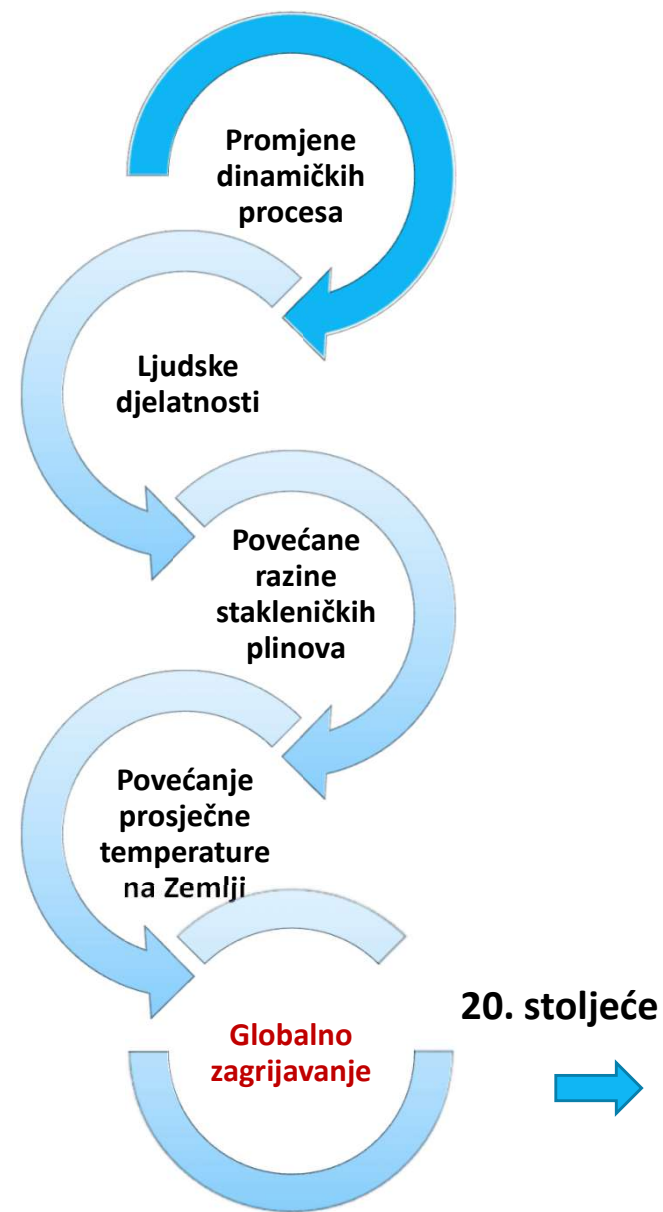 Promjene
dinamičkih
procesa
Ljudske
djelatnosti
Povećane
razine
stakleničkih
plinova
Povećanje
prosječne
temperature
na Zemlji
Globalno
zagrijavanje
20. stoljeće